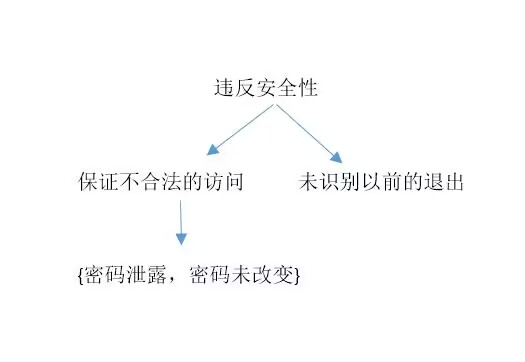 违反安全性
保证不合法的访问
未识别以前的退出
{密码泄露，密码未改变}